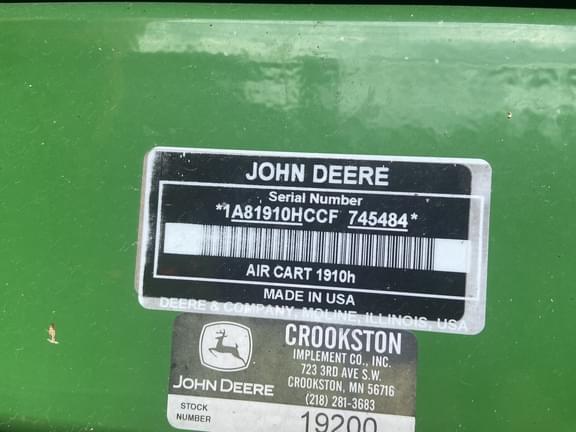 JOHN DEERE
Serial Number
*1A81910HCCF 745484*
AIR CART 1910h
MADE IN USA
DEERE & COMPANY, MOLINE, ILLINOIS, USA
CROOKSTON
IMPLEMENT CO., INC.
723 3RD AVE S.W.
CROOKSTON, MN 56716
(218) 281-3683
JOHN DEERE
STOCK
NUMBER
19200